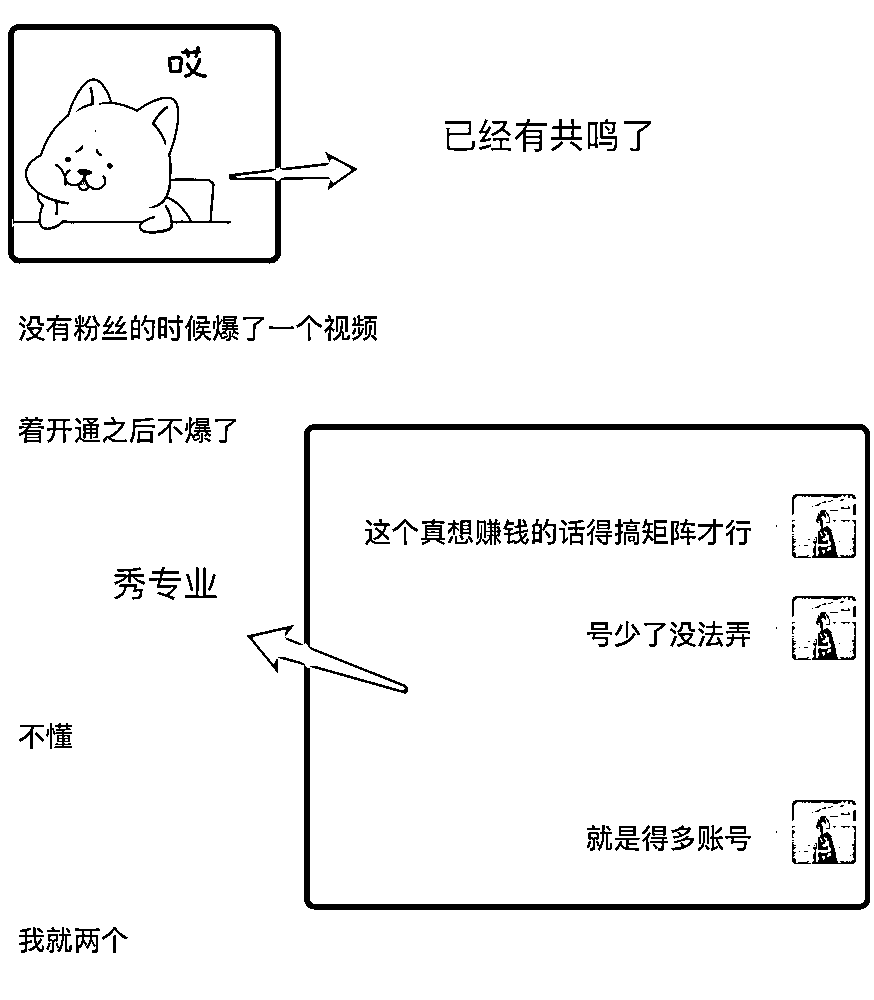 哎
已经有共鸣了
没有粉丝的时候爆了一个视频
着开通之后不爆了
这个真想赚钱的话得搞矩阵才行
秀专业
号少了没法弄
不懂
就是得多账号
我就两个